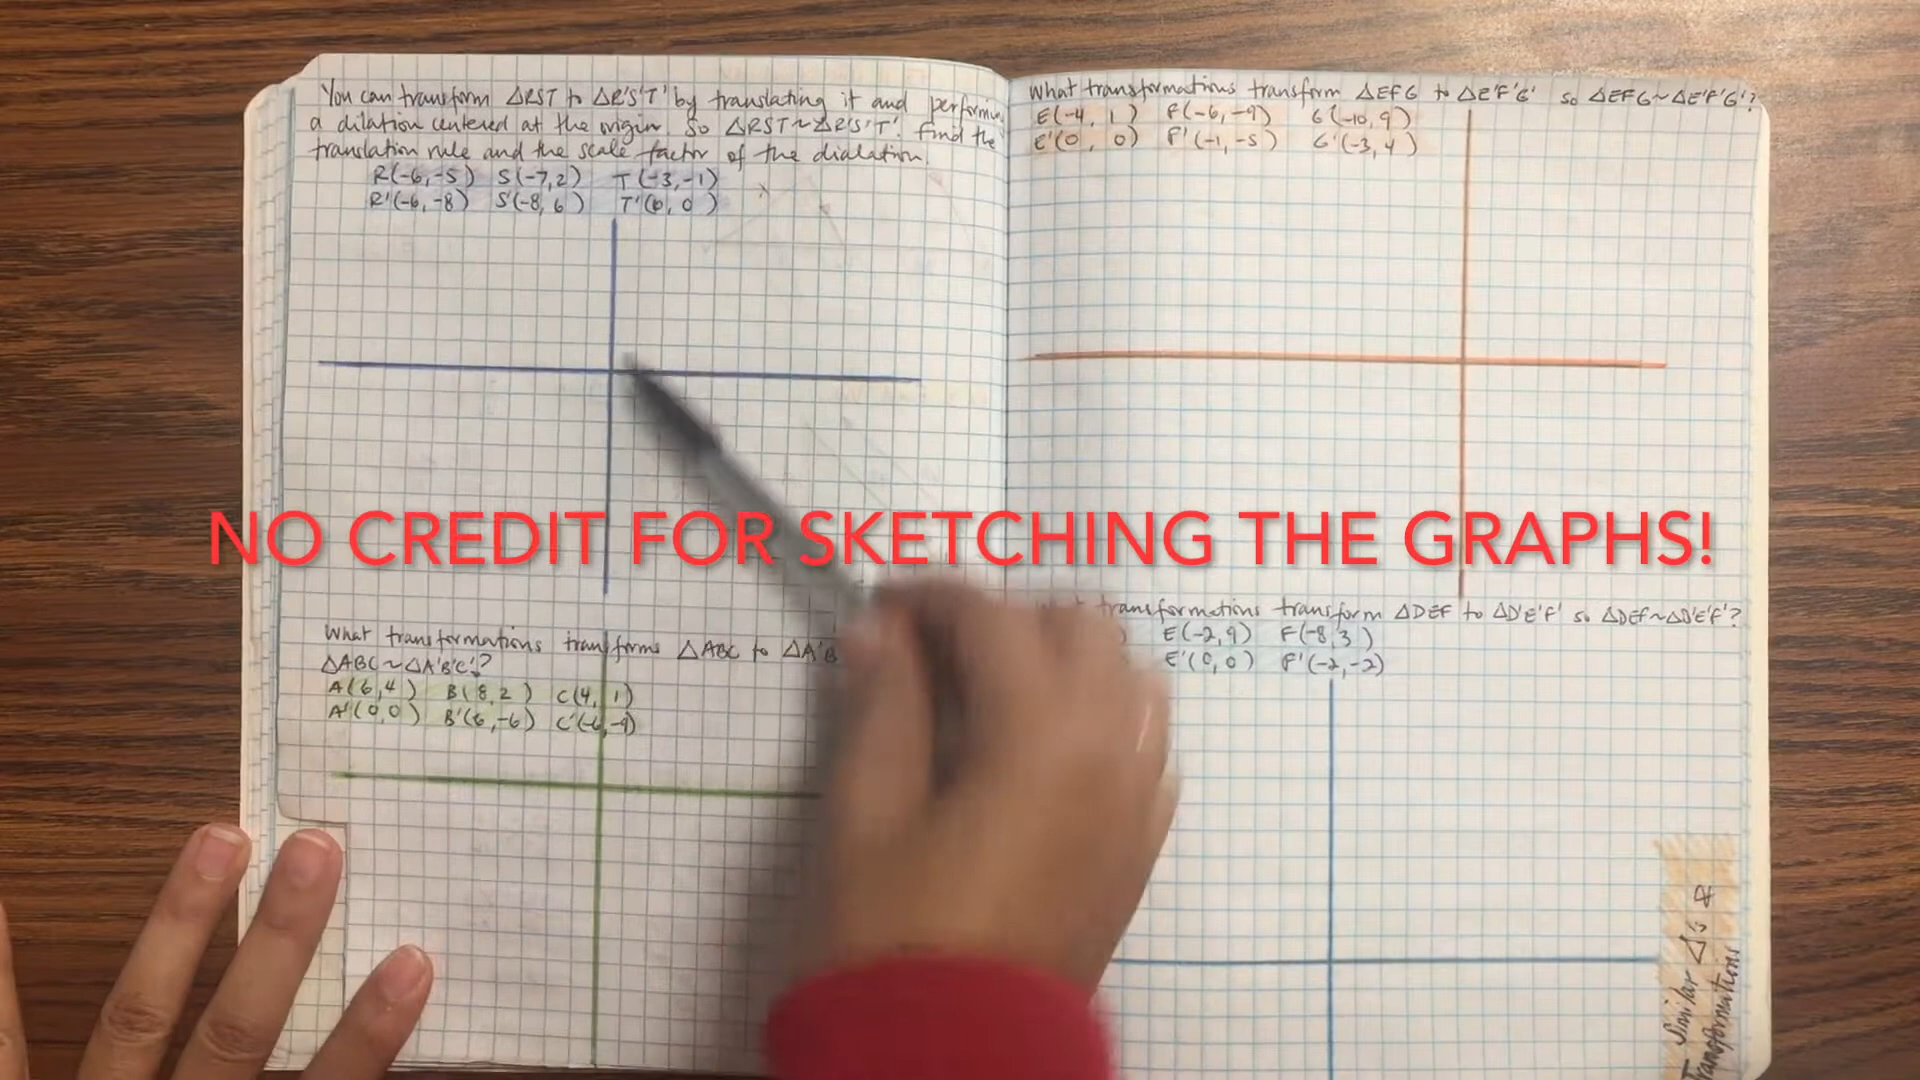 You can transform △RST to △R'S'T' by translating it and performing
a dilation centered at the origin. So △RST~△R'S'T'. Find the
translation rule and the scale factor of the dialation.
R(-6,-5) S(-7,2) T(-3,-1)
R'(-6,-8) S'(-8,6) T'(0,0)
What transformations transforms △ABC to △A'B
△ABC~△A'B'C'?
A(6,4) B(8,2) C(4,1)
A'(0,0) B'(6,-6) C'(-6,-9)
What transformations transform △EFG to △E'F'G' so △EFG~△E'F'G'?
E(-4,1) F(-6,-9) G(-10,9)
E'(0,0) F'(-1,-5) G'(-3,4)
transformations transform △DEF to △D'E'F' so △DEF~△D'E'F'?
E(-2,9) F(-8,3)
E'(0,0) F'(-2,-2)
Similar △'s &
Transformations
NO CREDIT FOR SKETCHING THE GRAPHS!